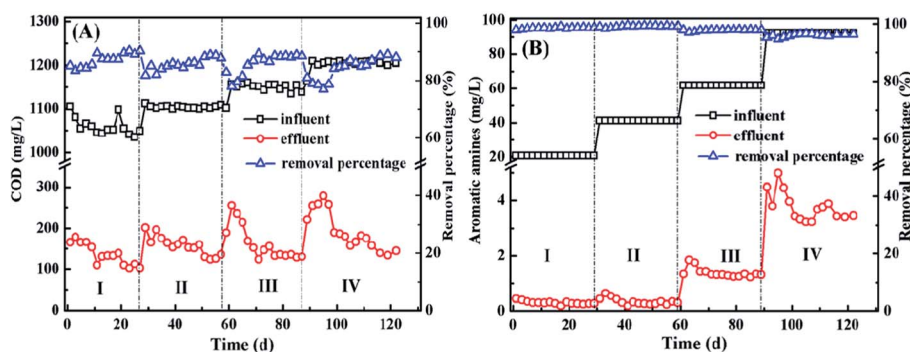 (A)
COD (mg/L)
1300
1200
1100
1000
300
200
100
0
100
80
60
40
20
0
Removal percentage (%)
influent
effluent
removal percentage
I II III IV
0 20 40 60 80 100 120
Time (d)
(B)
Aromatic amines (mg/L)
100
80
60
40
20
4
2
0
100
80
60
40
20
0
Removal percentage (%)
influent
effluent
removal percentage
I II III IV
0 20 40 60 80 100 120
Time (d)